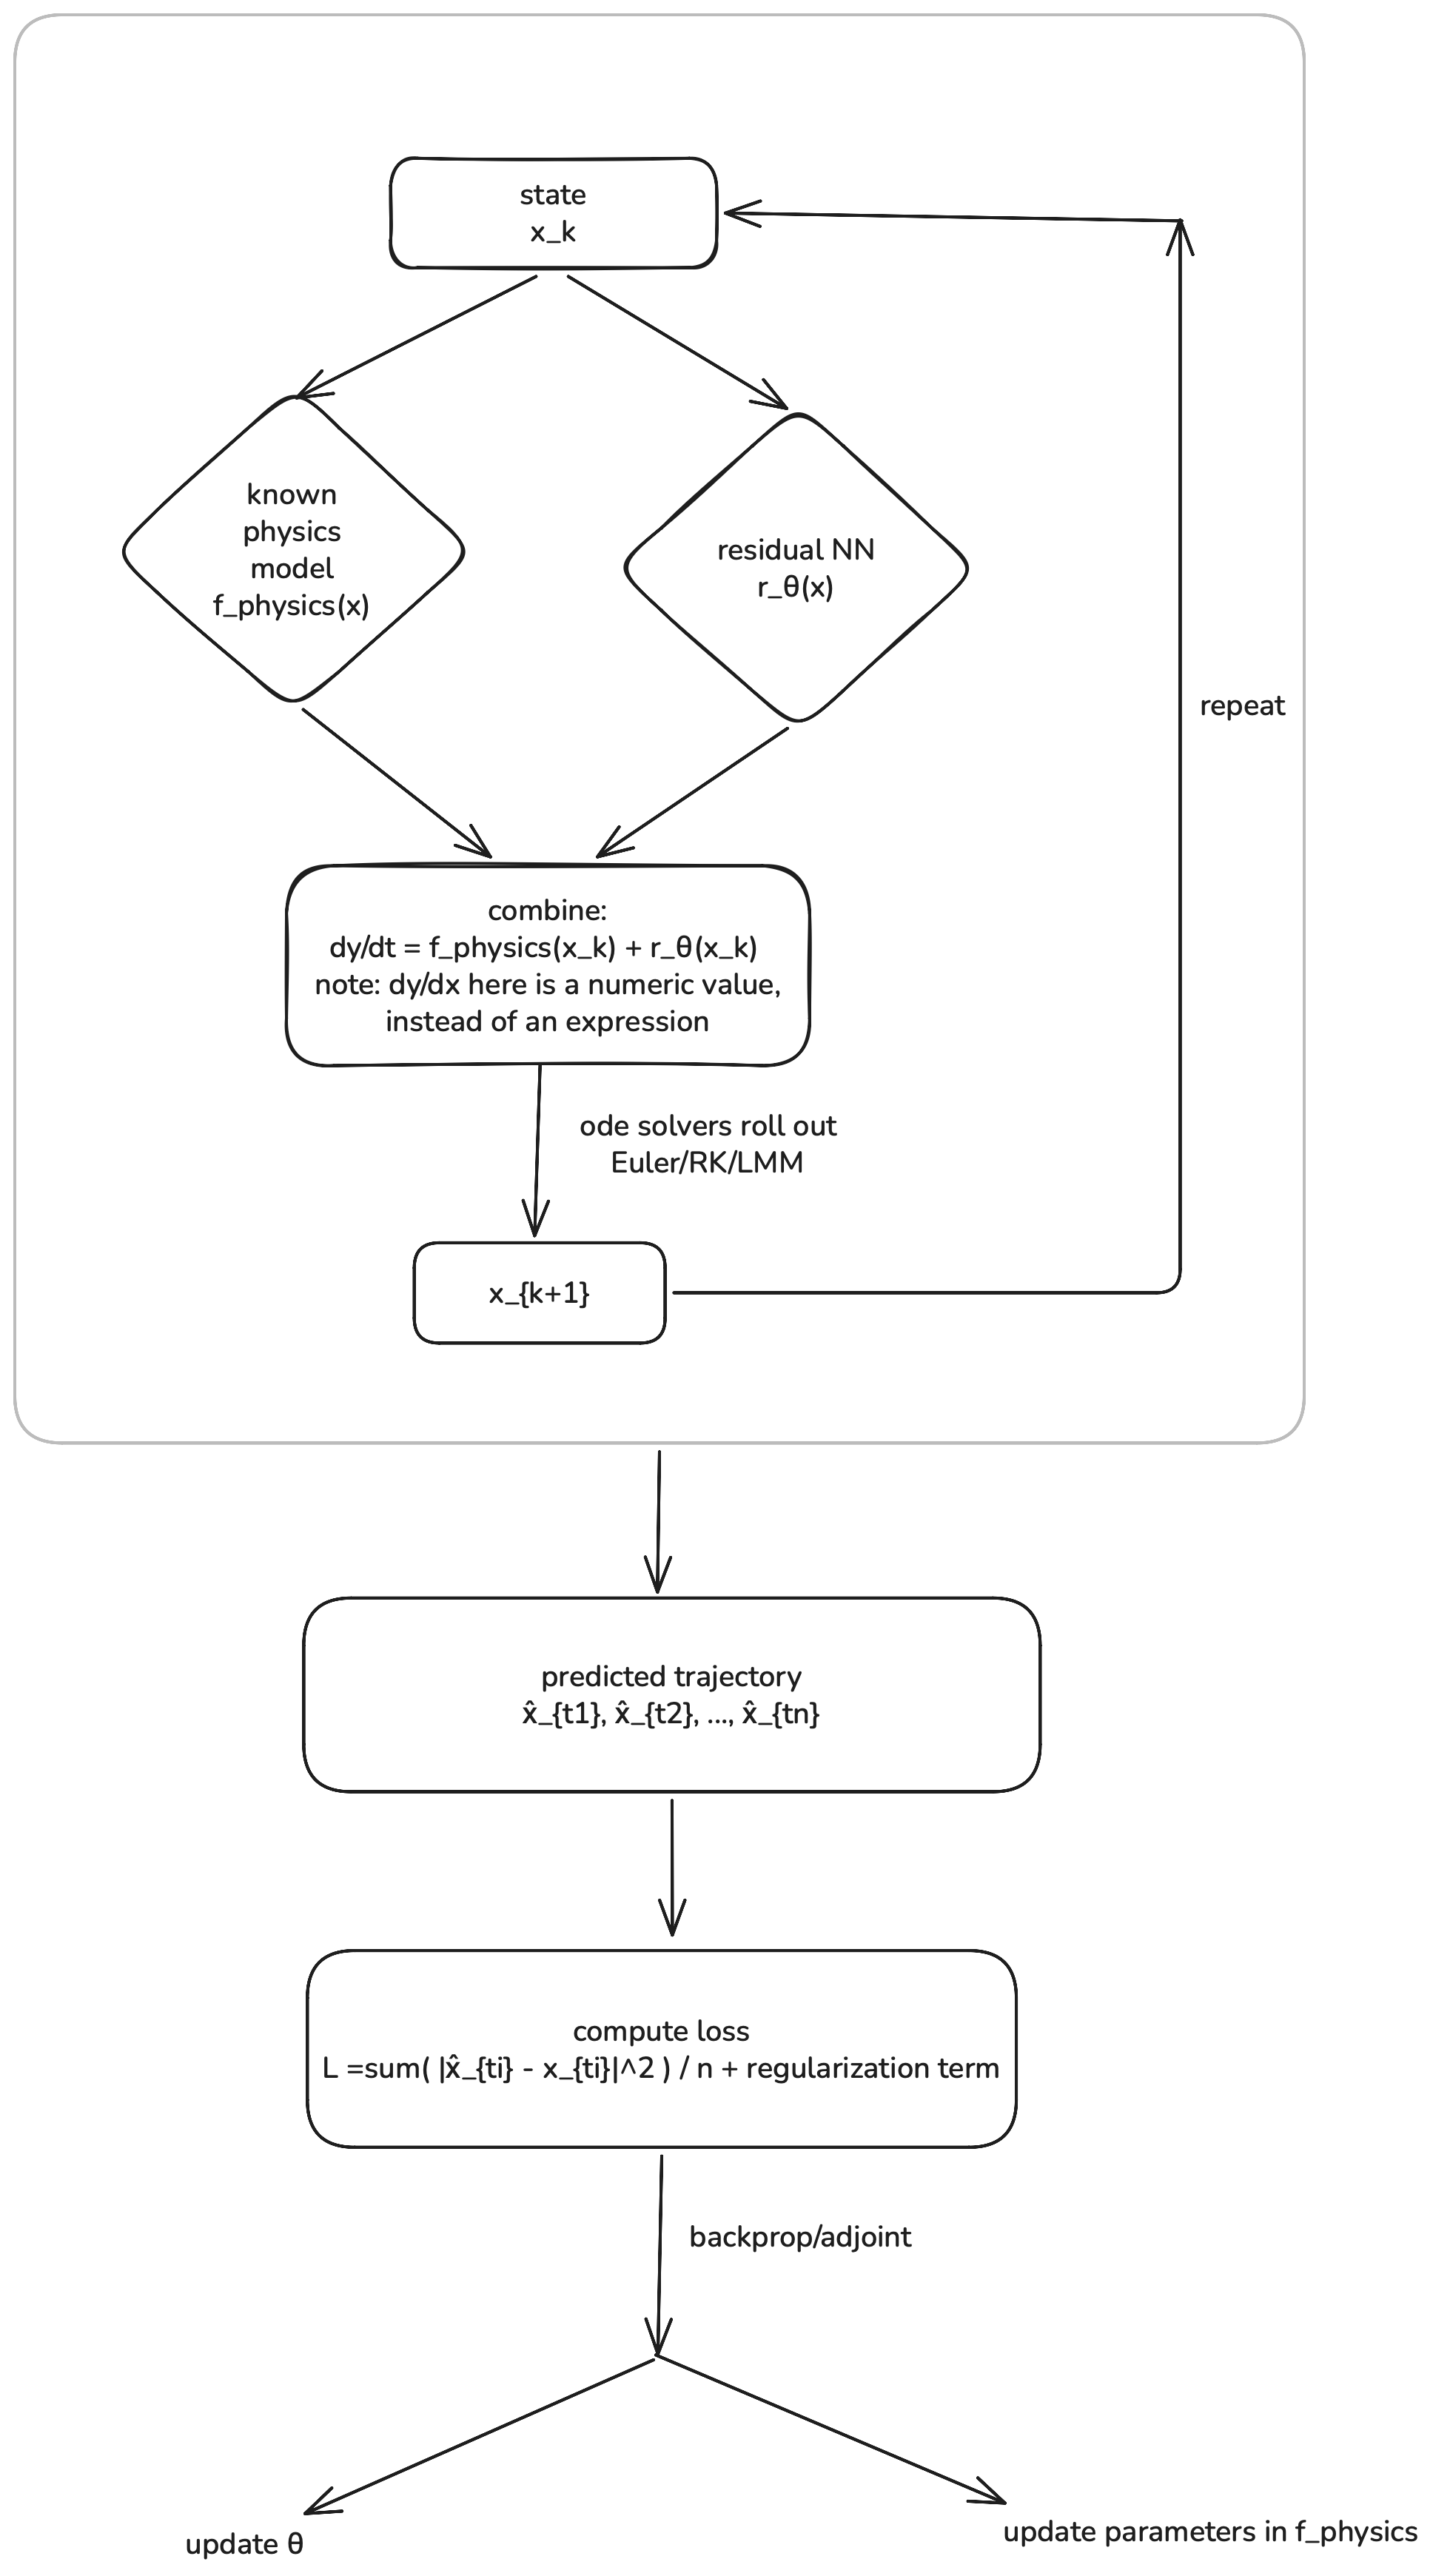 state
x_k
known
physics
model
f_physics(x)
residual NN
r_θ(x)
repeat
combine:
dy/dt = f_physics(x_k) + r_θ(x_k)
note: dy/dx here is a numeric value,
instead of an expression
ode solvers roll out
Euler/RK/LMM
x_{k+1}
predicted trajectory
x̂_{t1}, x̂_{t2}, ..., x̂_{tn}
compute loss
L =sum( |x̂_{ti} - x_{ti}|^2 ) / n + regularization term
backprop/adjoint
update θ
update parameters in f_physics